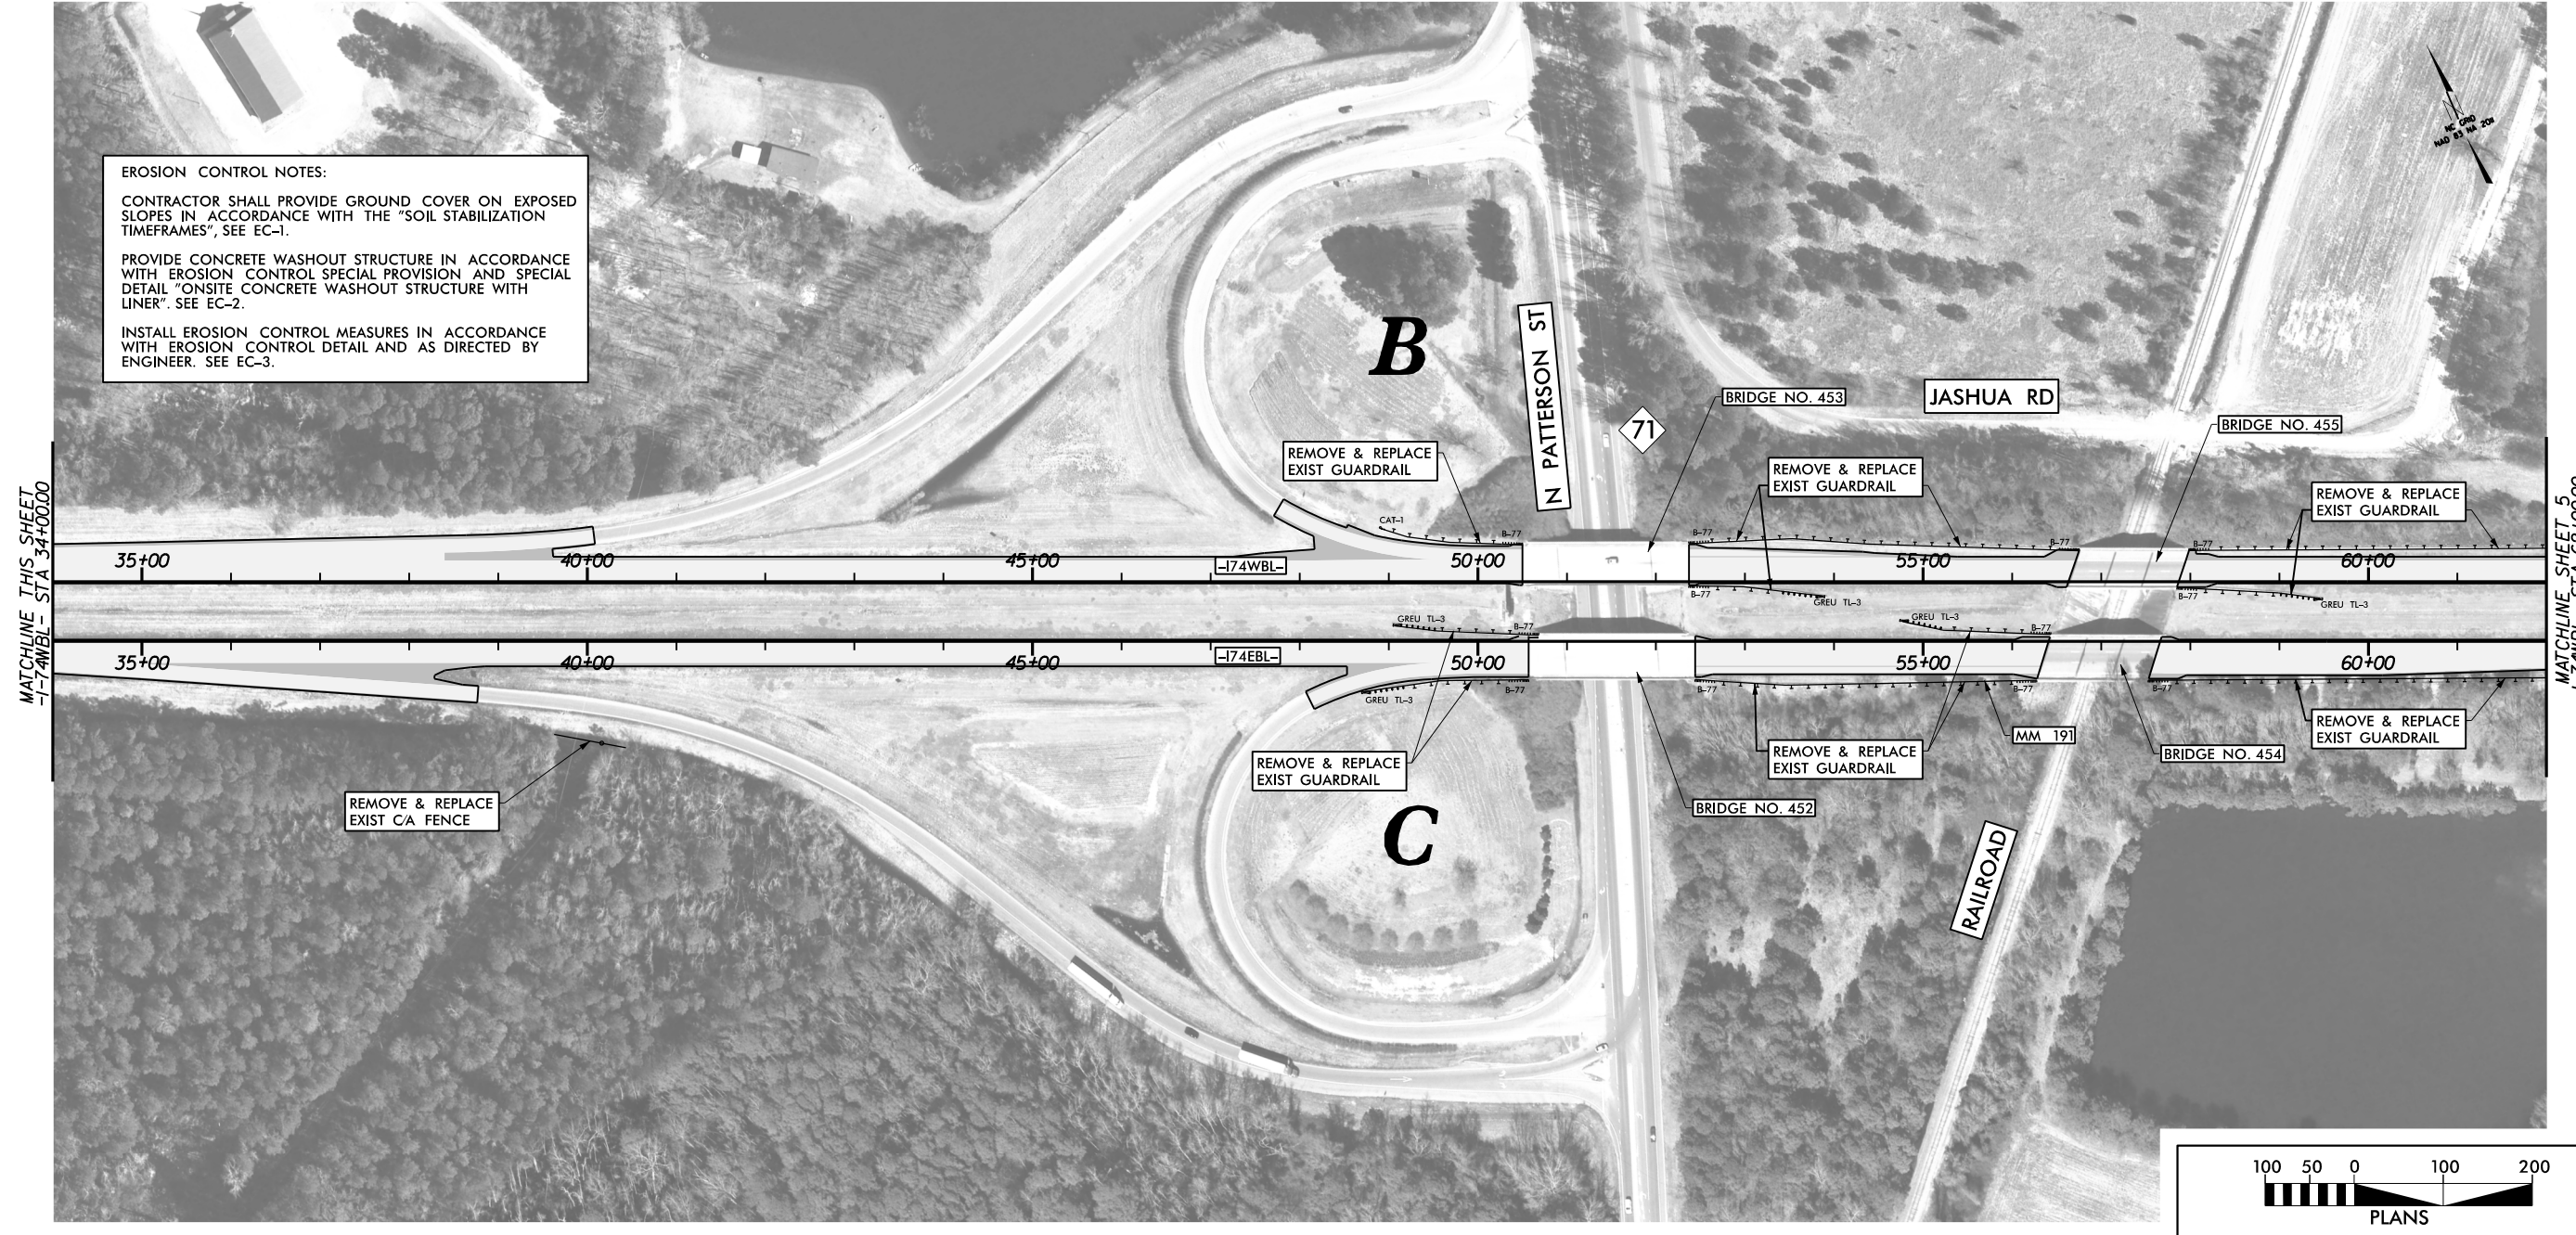 EROSION CONTROL NOTES:
CONTRACTOR SHALL PROVIDE GROUND COVER ON EXPOSED
SLOPES IN ACCORDANCE WITH THE "SOIL STABILIZATION
TIMEFRAMES", SEE EC-1.
PROVIDE CONCRETE WASHOUT STRUCTURE IN ACCORDANCE
WITH EROSION CONTROL SPECIAL PROVISION AND SPECIAL
DETAIL "ONSITE CONCRETE WASHOUT STRUCTURE WITH
LINER". SEE EC-2.
INSTALL EROSION CONTROL MEASURES IN ACCORDANCE
WITH EROSION CONTROL DETAIL AND AS DIRECTED BY
ENGINEER. SEE EC-3.
NC GRID
NAD 83 NA 2011
B
N PATTERSON ST
71
BRIDGE NO. 453
JASHUA RD
BRIDGE NO. 455
REMOVE & REPLACE
EXIST GUARDRAIL
REMOVE & REPLACE
EXIST GUARDRAIL
REMOVE & REPLACE
EXIST GUARDRAIL
MATCHLINE THIS SHEET
-I-74WBL- STA 34+00.00
MATCHLINE SHEET 5
CAT-1
B-77
B-77
B-77
B-77
35+00
40+00
45+00
-I74WBL-
50+00
55+00
60+00
B-77
GREU TL-3
B-77
GREU TL-3
GREU TL-3
B-77
GREU TL-3
B-77
35+00
40+00
45+00
-I74EBL-
50+00
55+00
60+00
GREU TL-3
B-77
B-77
B-77
B-77
REMOVE & REPLACE
EXIST C/A FENCE
REMOVE & REPLACE
EXIST GUARDRAIL
REMOVE & REPLACE
EXIST GUARDRAIL
MM 191
REMOVE & REPLACE
EXIST GUARDRAIL
BRIDGE NO. 454
BRIDGE NO. 452
C
RAILROAD
100 50 0 100 200
PLANS